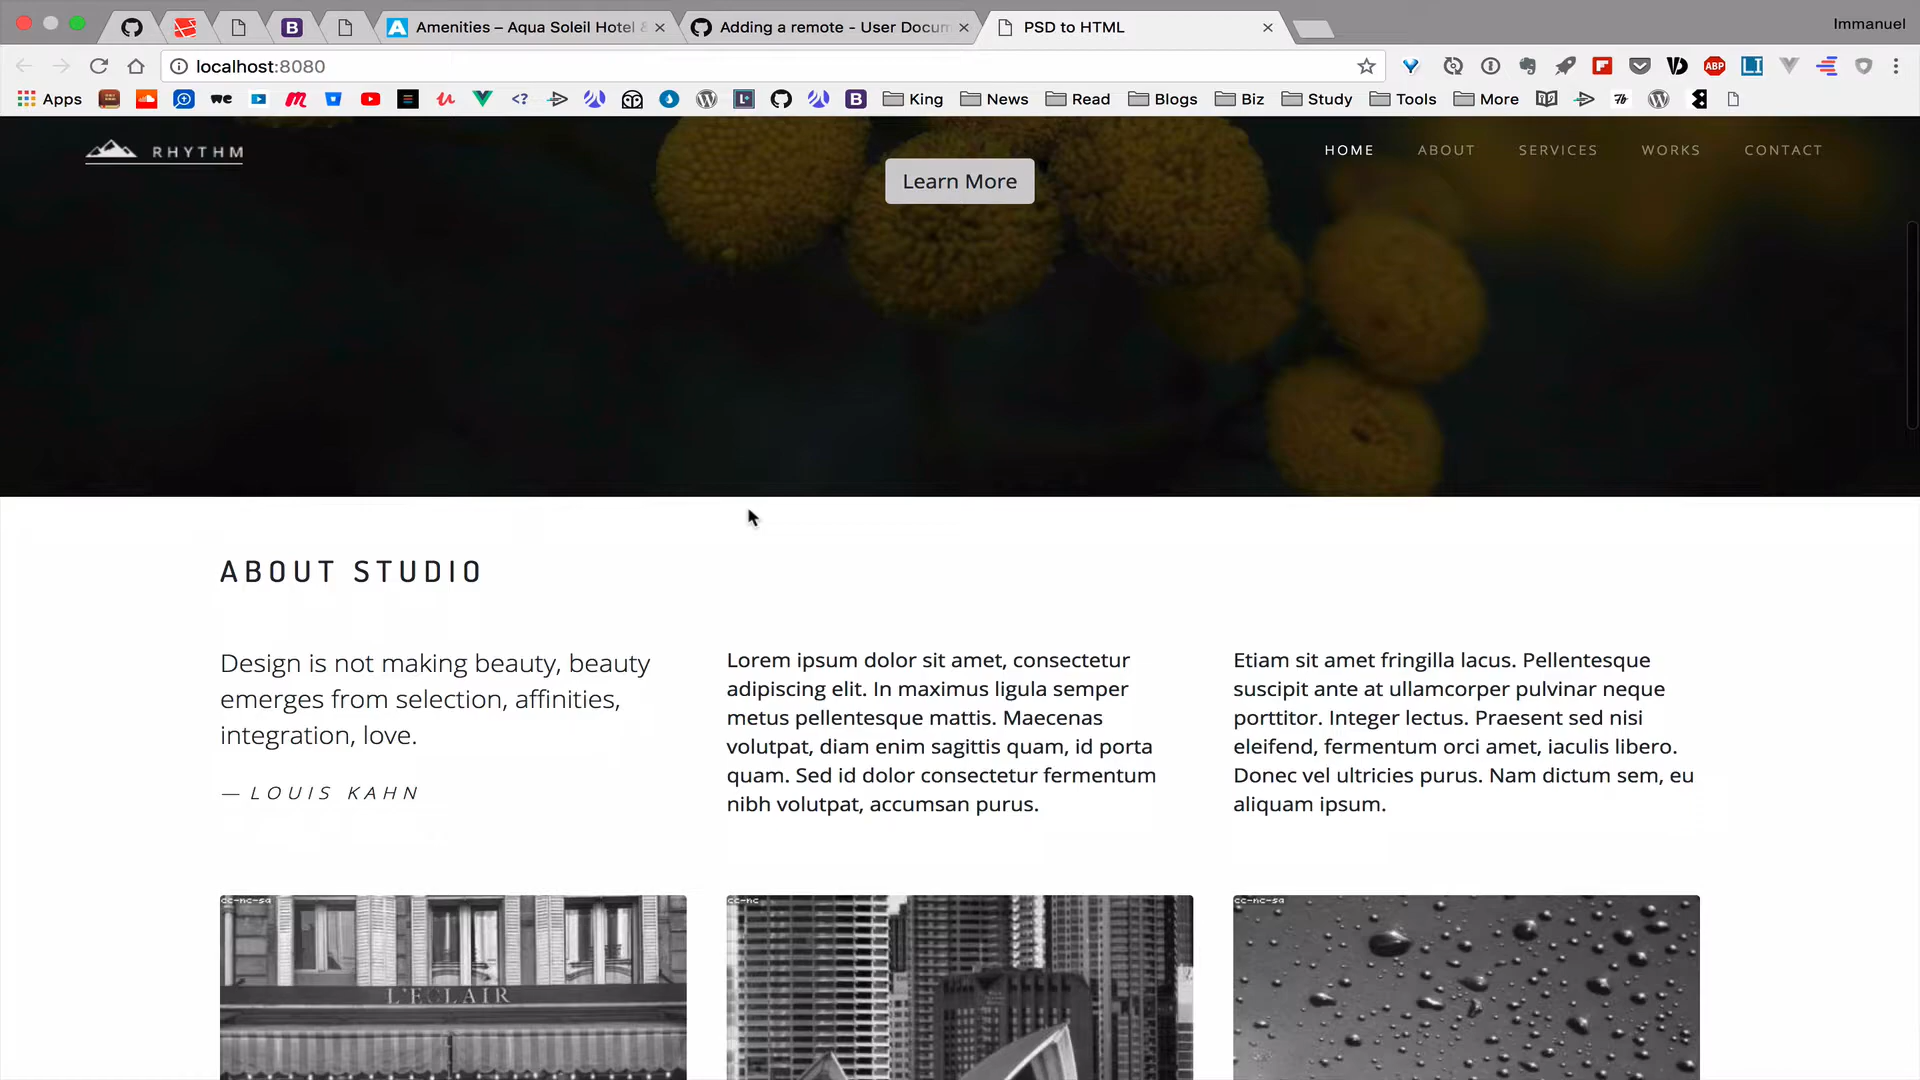 Amenities – Aqua Soleil Hotel &
Adding a remote - User Docum
PSD to HTML
Immanuel
localhost:8080
ABP
LI
Apps
we
<?
King
News
Read
Blogs
Biz
Study
Tools
More
RHYTHM
HOME
ABOUT
SERVICES
WORKS
CONTACT
Learn More
ABOUT STUDIO
Design is not making beauty, beauty
emerges from selection, affinities,
integration, love.
— LOUIS KAHN
Lorem ipsum dolor sit amet, consectetur
adipiscing elit. In maximus ligula semper
metus pellentesque mattis. Maecenas
volutpat, diam enim sagittis quam, id porta
quam. Sed id dolor consectetur fermentum
nibh volutpat, accumsan purus.
Etiam sit amet fringilla lacus. Pellentesque
suscipit ante at ullamcorper pulvinar neque
porttitor. Integer lectus. Praesent sed nisi
eleifend, fermentum orci amet, iaculis libero.
Donec vel ultricies purus. Nam dictum sem, eu
aliquam ipsum.
cc-nc-sa
cc-nc
cc-nc-sa
L'ECLAIR